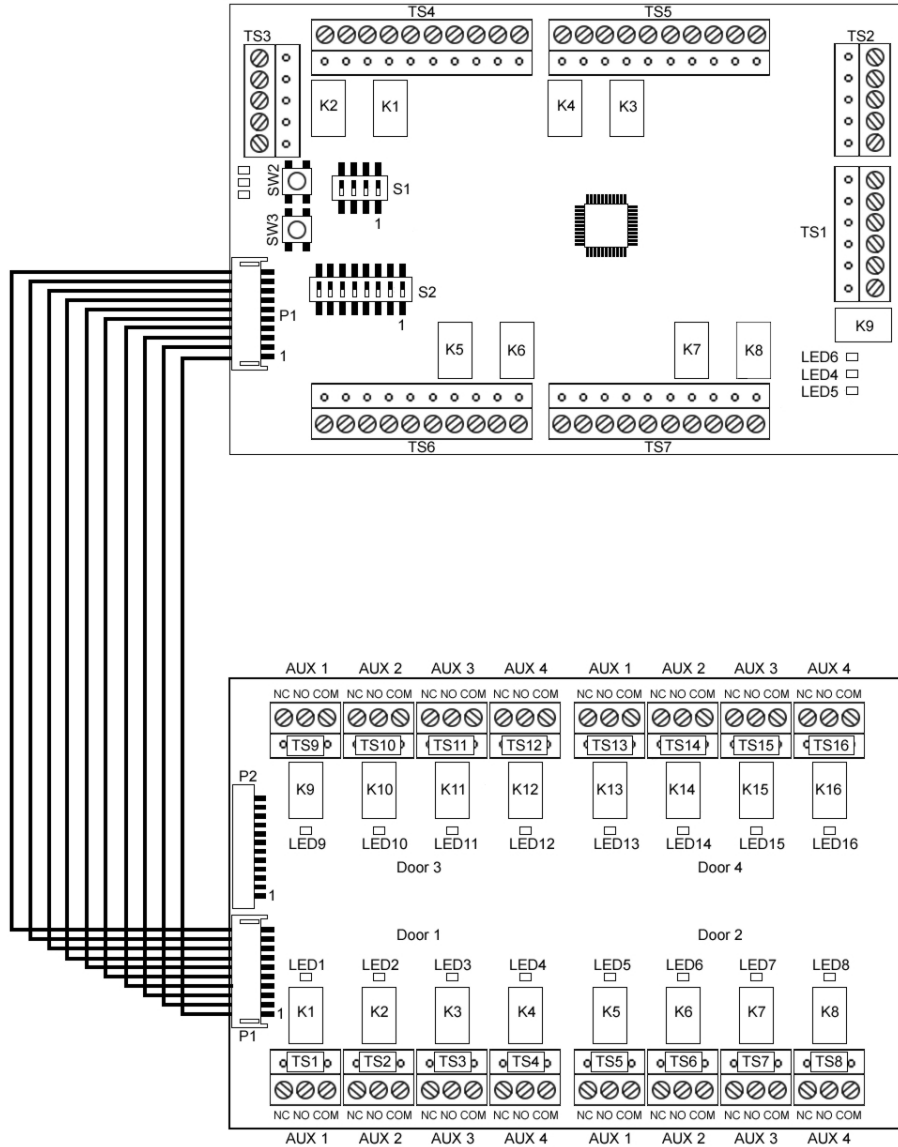 TS4 TS5
TS3 TS2
K2 K1 K4 K3
SW2
S1
1
SW3
TS1
S2
P1
1
K9
1
K5 K6 K7 K8
LED6
LED4
LED5
TS6 TS7
AUX 1 AUX 2 AUX 3 AUX 4 AUX 1 AUX 2 AUX 3 AUX 4
NC NO COM NC NO COM NC NO COM NC NO COM NC NO COM NC NO COM NC NO COM NC NO COM
TS9 TS10 TS11 TS12 TS13 TS14 TS15 TS16
P2
K9 K10 K11 K12 K13 K14 K15 K16
LED9 LED10 LED11 LED12 LED13 LED14 LED15 LED16
Door 3 Door 4
1
Door 1 Door 2
LED1 LED2 LED3 LED4 LED5 LED6 LED7 LED8
K1 K2 K3 K4 K5 K6 K7 K8
1
P1
TS1 TS2 TS3 TS4 TS5 TS6 TS7 TS8
NC NO COM NC NO COM NC NO COM NC NO COM NC NO COM NC NO COM NC NO COM NC NO COM
AUX 1 AUX 2 AUX 3 AUX 4 AUX 1 AUX 2 AUX 3 AUX 4